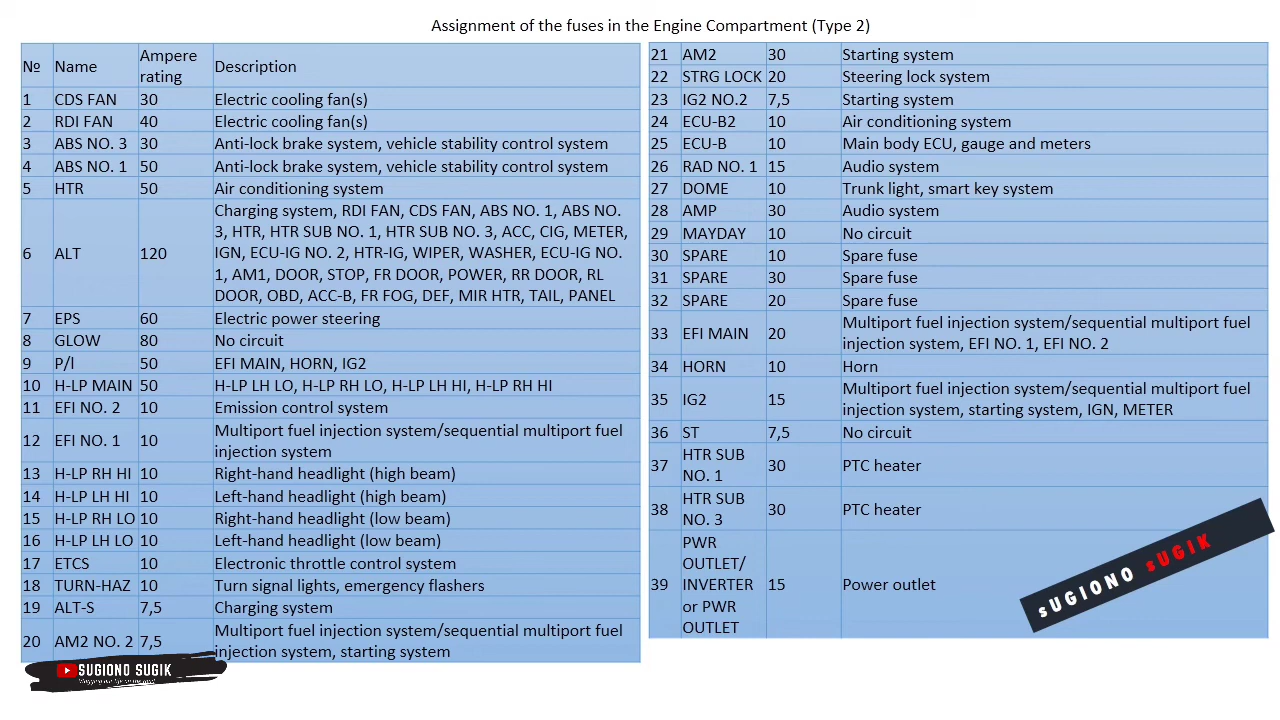 Assignment of the fuses in the Engine Compartment (Type 2)
№ Name Ampere rating Description
1 CDS FAN 30 Electric cooling fan(s)
2 RDI FAN 40 Electric cooling fan(s)
3 ABS NO. 3 30 Anti-lock brake system, vehicle stability control system
4 ABS NO. 1 50 Anti-lock brake system, vehicle stability control system
5 HTR 50 Air conditioning system
6 ALT 120 Charging system, RDI FAN, CDS FAN, ABS NO. 1, ABS NO.
3, HTR, HTR SUB NO. 1, HTR SUB NO. 3, ACC, CIG, METER,
IGN, ECU-IG NO. 2, HTR-IG, WIPER, WASHER, ECU-IG NO.
1, AM1, DOOR, STOP, FR DOOR, POWER, RR DOOR, RL
DOOR, OBD, ACC-B, FR FOG, DEF, MIR HTR, TAIL, PANEL
7 EPS 60 Electric power steering
8 GLOW 80 No circuit
9 P/l 50 EFI MAIN, HORN, IG2
10 H-LP MAIN 50 H-LP LH LO, H-LP RH LO, H-LP LH HI, H-LP RH HI
11 EFI NO. 2 10 Emission control system
12 EFI NO. 1 10 Multiport fuel injection system/sequential multiport fuel
injection system
13 H-LP RH HI 10 Right-hand headlight (high beam)
14 H-LP LH HI 10 Left-hand headlight (high beam)
15 H-LP RH LO 10 Right-hand headlight (low beam)
16 H-LP LH LO 10 Left-hand headlight (low beam)
17 ETCS 10 Electronic throttle control system
18 TURN-HAZ 10 Turn signal lights, emergency flashers
19 ALT-S 7,5 Charging system
20 AM2 NO. 2 7,5 Multiport fuel injection system/sequential multiport fuel
injection system, starting system
21 AM2 30 Starting system
22 STRG LOCK 20 Steering lock system
23 IG2 NO.2 7,5 Starting system
24 ECU-B2 10 Air conditioning system
25 ECU-B 10 Main body ECU, gauge and meters
26 RAD NO. 1 15 Audio system
27 DOME 10 Trunk light, smart key system
28 AMP 30 Audio system
29 MAYDAY 10 No circuit
30 SPARE 10 Spare fuse
31 SPARE 30 Spare fuse
32 SPARE 20 Spare fuse
33 EFI MAIN 20 Multiport fuel injection system/sequential multiport fuel
injection system, EFI NO. 1, EFI NO. 2
34 HORN 10 Horn
35 IG2 15 Multiport fuel injection system/sequential multiport fuel
injection system, starting system, IGN, METER
36 ST 7,5 No circuit
37 HTR SUB
NO. 1 30 PTC heater
38 HTR SUB
NO. 3 30 PTC heater
39 PWR
OUTLET/
INVERTER 15 Power outlet
or PWR
OUTLET
sUGIONO sUGIK
SUGIONO SUGIK